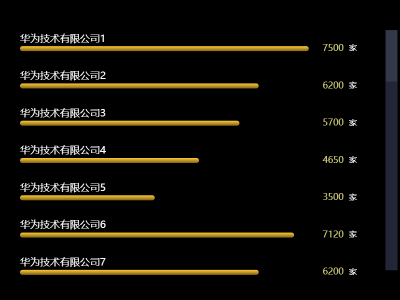 华为技术有限公司1
7500 家
华为技术有限公司2
6200 家
华为技术有限公司3
5700 家
华为技术有限公司4
4650 家
华为技术有限公司5
3500 家
华为技术有限公司6
7120 家
华为技术有限公司7
6200 家